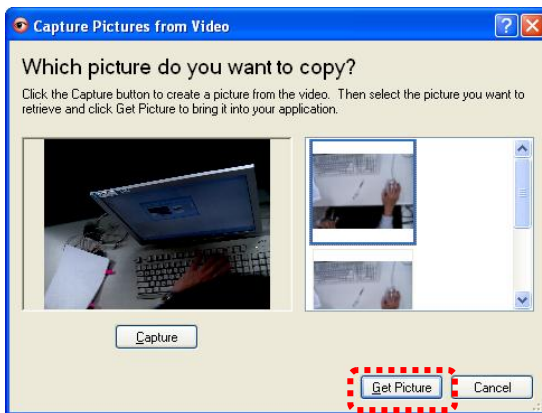 Capture Pictures from Video
Which picture do you want to copy?
Click the Capture button to create a picture from the video. Then select the picture you want to
retrieve and click Get Picture to bring it into your application.
Capture
Get Picture
Cancel